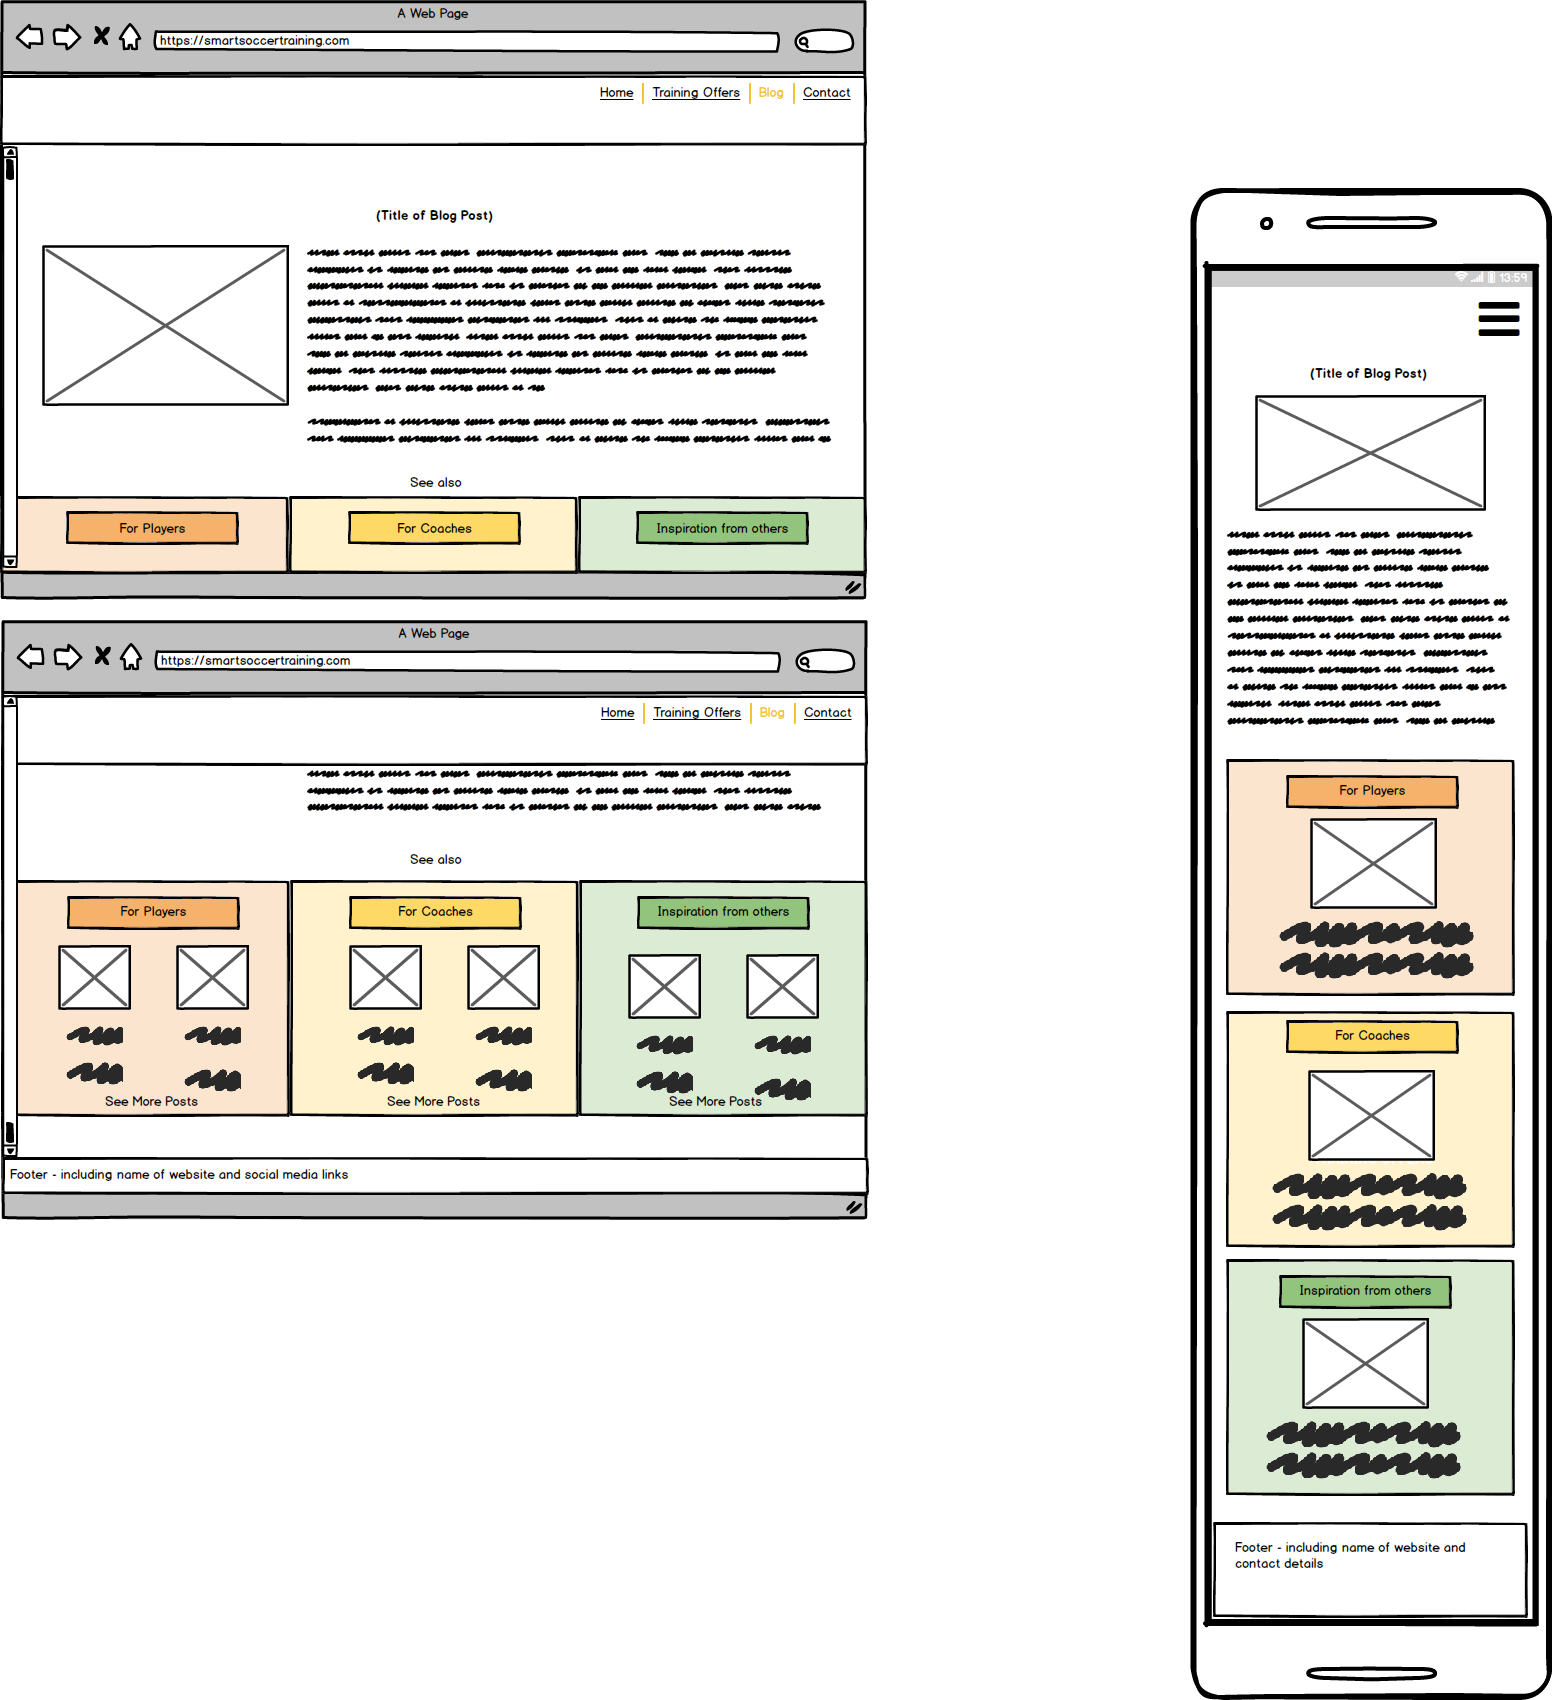 A Web Page
https://smartsoccertraining.com
Home Training Offers Blog Contact
(Title of Blog Post)
See also
For Players For Coaches Inspiration from others
A Web Page
https://smartsoccertraining.com
Home Training Offers Blog Contact
See also
For Players For Coaches Inspiration from others
See More Posts See More Posts See More Posts
Footer - including name of website and social media links
13:59
(Title of Blog Post)
For Players
For Coaches
Inspiration from others
Footer - including name of website and
contact details